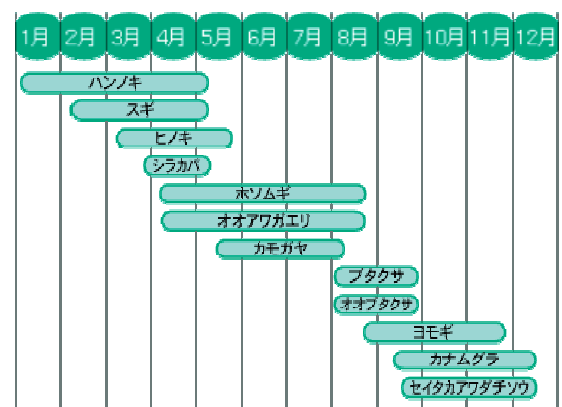 1月 2月 3月 4月 5月 6月 7月 8月 9月 10月 11月 12月
ハンノキ
スギ
ヒノキ
シラカバ
ホソムギ
オオアワガエリ
カモガヤ
ブタクサ
オオブタクサ
ヨモギ
カナムグラ
セイタカアワダチソウ